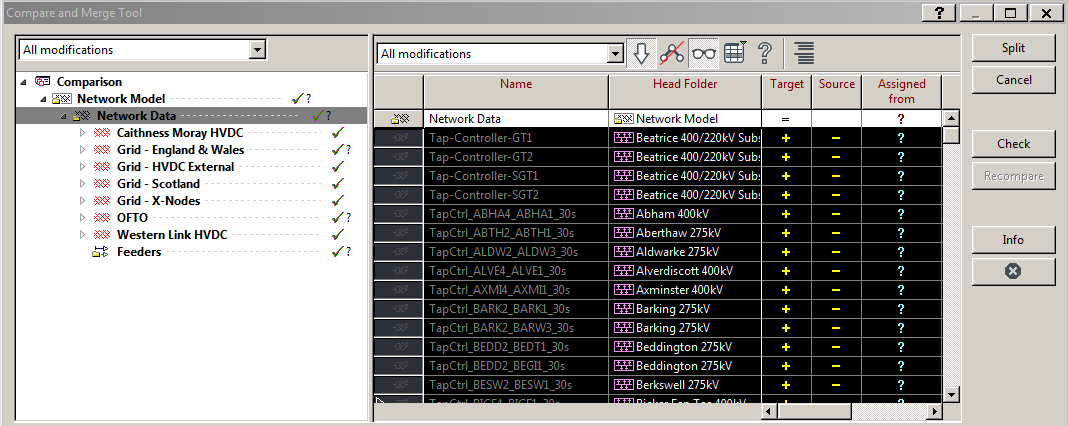 Compare and Merge Tool
?
All modifications
Comparison
Network Model ?
Network Data ?
Caithness Moray HVDC
Grid - England & Wales ?
Grid - HVDC External
Grid - Scotland
Grid - X-Nodes
OFTO ?
Western Link HVDC
Feeders ?
All modifications ?
Name Head Folder Target Source Assigned from
Network Data Network Model = ?
Tap-Controller-GT1 Beatrice 400/220kV Subs + − ?
Tap-Controller-GT2 Beatrice 400/220kV Subs + − ?
Tap-Controller-SGT1 Beatrice 400/220kV Subs + − ?
Tap-Controller-SGT2 Beatrice 400/220kV Subs + − ?
TapCtrl_ABHA4_ABHA1_30s Abham 400kV + − ?
TapCtrl_ABTH2_ABTH1_30s Aberthaw 275kV + − ?
TapCtrl_ALDW2_ALDW3_30s Aldwarke 275kV + − ?
TapCtrl_ALVE4_ALVE1_30s Alverdiscott 400kV + − ?
TapCtrl_AXMI4_AXMI1_30s Axminster 400kV + − ?
TapCtrl_BARK2_BARK1_30s Barking 275kV + − ?
TapCtrl_BARK2_BARW3_30s Barking 275kV + − ?
TapCtrl_BEDD2_BEDT1_30s Beddington 275kV + − ?
TapCtrl_BEDD2_BEGI1_30s Beddington 275kV + − ?
TapCtrl_BESW2_BESW1_30s Berkswell 275kV + − ?
Split
Cancel
Check
Recompare
Info